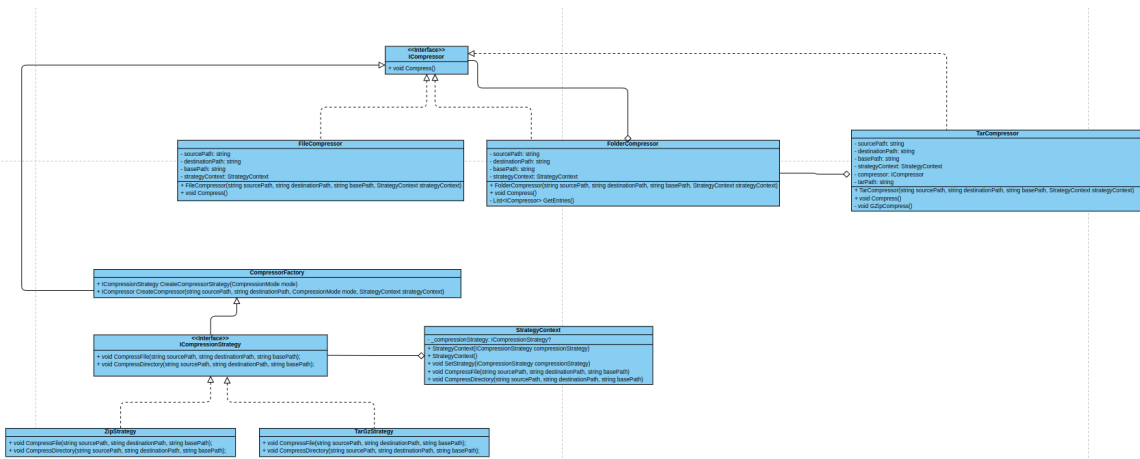 <<Interface>>
ICompressor
+ void Compress()
FileCompressor
- sourcePath: string
- destinationPath: string
- basePath: string
- strategyContext: StrategyContext
+ FileCompressor(string sourcePath, string destinationPath, string basePath, StrategyContext strategyContext)
+ void Compress()
FolderCompressor
- sourcePath: string
- destinationPath: string
- basePath: string
- strategyContext: StrategyContext
+ FolderCompressor(string sourcePath, string destinationPath, string basePath, StrategyContext strategyContext)
+ void Compress()
- List<ICompressor> GetEntries()
TarCompressor
- sourcePath: string
- destinationPath: string
- basePath: string
- strategyContext: StrategyContext
- compressor: ICompressor
- tarPath: string
+ TarCompressor(string sourcePath, string destinationPath, string basePath, StrategyContext strategyContext)
+ void Compress()
- void GZipCompress()
CompressorFactory
+ ICompressionStrategy CreateCompressorStrategy(CompressionMode mode)
+ ICompressor CreateCompressor(string sourcePath, string destinationPath, CompressionMode mode, StrategyContext strategyContext)
<<Interface>>
ICompressionStrategy
+ void CompressFile(string sourcePath, string destinationPath, string basePath);
+ void CompressDirectory(string sourcePath, string destinationPath, string basePath);
StrategyContext
- _compressionStrategy: ICompressionStrategy?
+ StrategyContext(ICompressionStrategy compressionStrategy)
+ StrategyContext()
+ void SetStrategy(ICompressionStrategy compressionStrategy)
+ void CompressFile(string sourcePath, string destinationPath, string basePath)
+ void CompressDirectory(string sourcePath, string destinationPath, string basePath)
ZipStrategy
+ void CompressFile(string sourcePath, string destinationPath, string basePath);
+ void CompressDirectory(string sourcePath, string destinationPath, string basePath);
TarGzStrategy
+ void CompressFile(string sourcePath, string destinationPath, string basePath);
+ void CompressDirectory(string sourcePath, string destinationPath, string basePath);